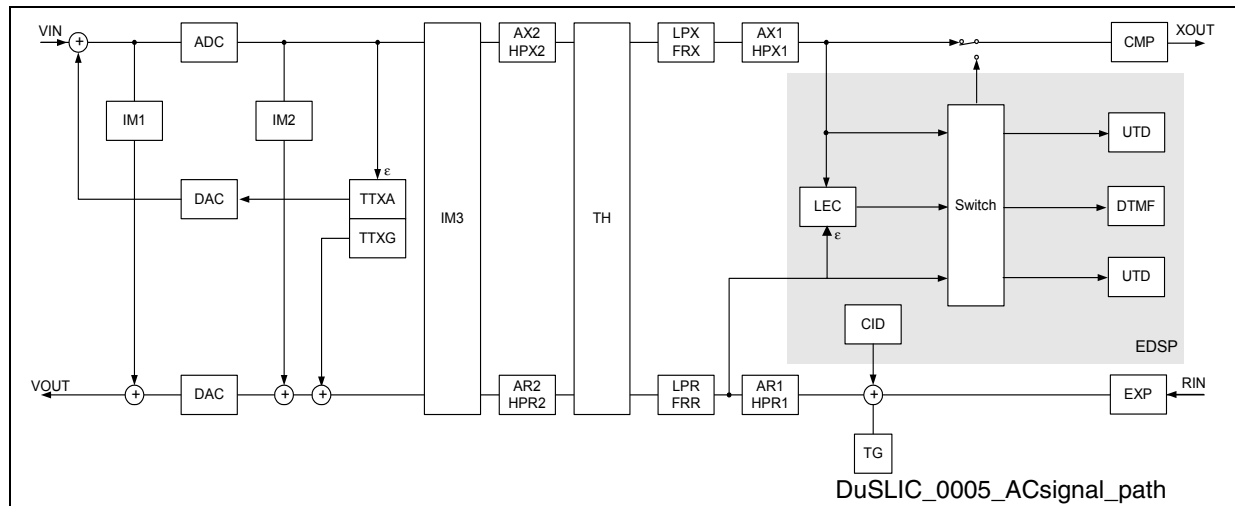 VIN
+
ADC
AX2
HPX2
LPX
FRX
AX1
HPX1
CMP
XOUT
IM1
IM2
ε
DAC
TTXA
TTXG
IM3
TH
LEC
ε
Switch
UTD
DTMF
UTD
CID
EDSP
VOUT
+
DAC
+
+
AR2
HPR2
LPR
FRR
AR1
HPR1
+
EXP
RIN
TG
DuSLIC_0005_ACsignal_path